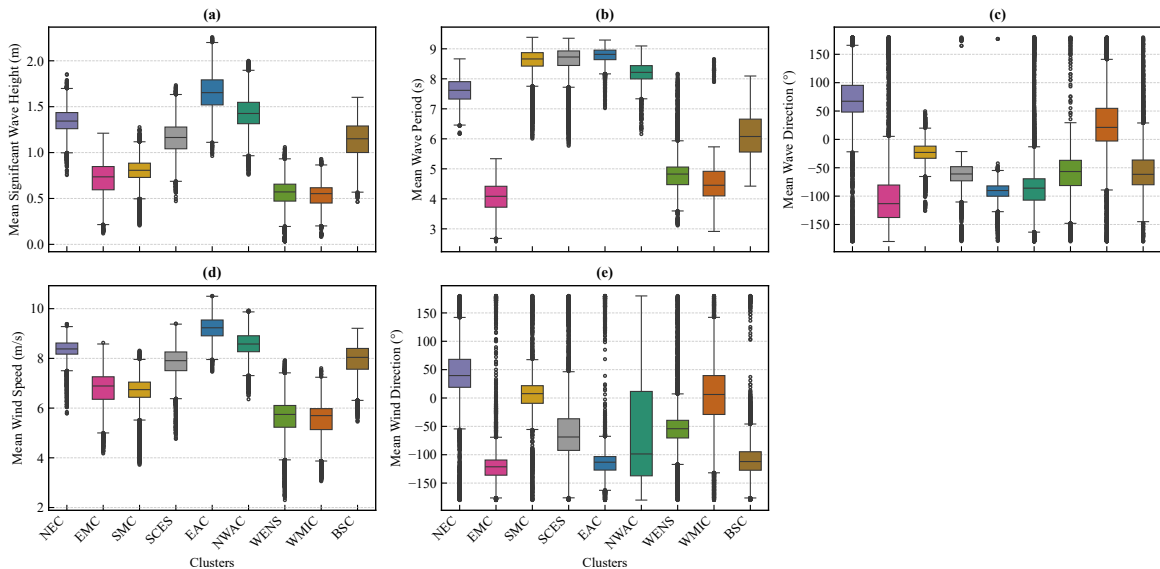 (a)
Mean Significant Wave Height (m)
2.0
1.5
1.0
0.5
0.0
(b)
Mean Wave Period (s)
9
8
7
6
5
4
3
(c)
Mean Wave Direction (°)
150
100
50
0
−50
−100
−150
(d)
Mean Wind Speed (m/s)
10
8
6
4
2
NEC
EMC
SMC
SCES
EAC
NWAC
WENS
WMIC
BSC
Clusters
(e)
Mean Wind Direction (°)
150
100
50
0
−50
−100
−150
NEC
EMC
SMC
SCES
EAC
NWAC
WENS
WMIC
BSC
Clusters